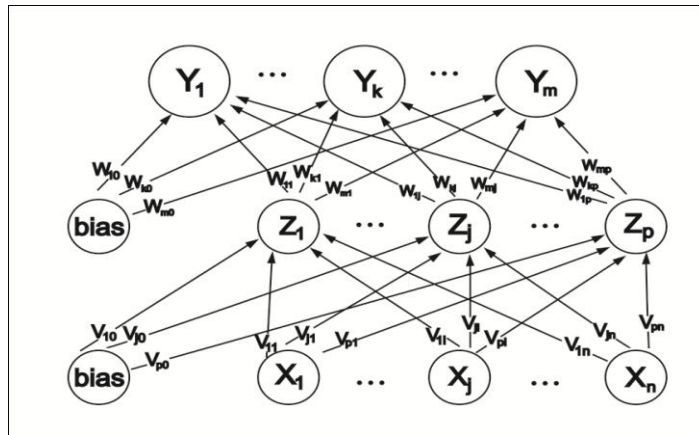 Y1 ... Yk ... Ym
W10 Wk0 Wm0 W11 Wk1 Wm1 W1j Wkj Wmj W1p Wkp Wmp
bias Z1 ... Zj ... Zp
V10 Vj0 Vp0 V11 Vj1 Vp1 V1i Vji Vpi V1n Vjn Vpn
bias X1 ... Xj ... Xn